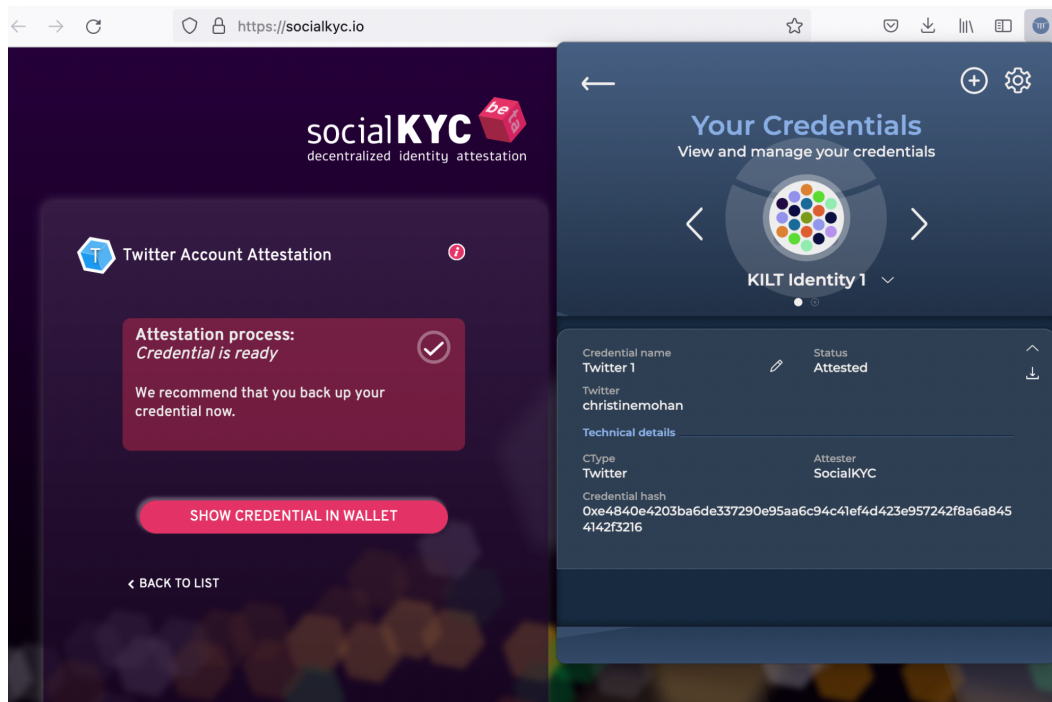 https://socialkyc.io
social KYC
beta
decentralized identity attestation
Twitter Account Attestation
Attestation process:
Credential is ready
We recommend that you back up your
credential now.
SHOW CREDENTIAL IN WALLET
BACK TO LIST
Your Credentials
View and manage your credentials
KILT Identity 1
Credential name
Twitter 1
Status
Attested
Twitter
christinemohan
Technical details
CType
Twitter
Attester
SocialKYC
Credential hash
0xe4840e4203ba6de337290e95aa6c94c41ef4d423e957242f8a6a845
4142f3216